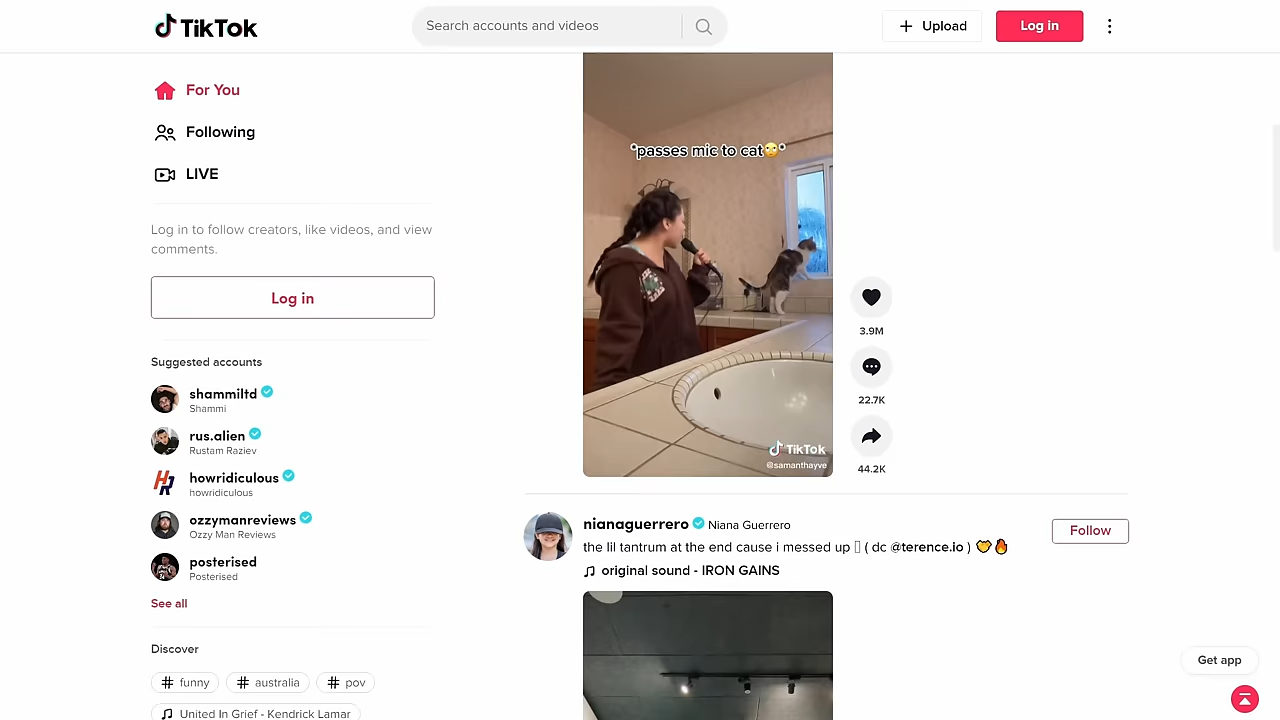 TikTok
Search accounts and videos
Upload
Log in
For You
Following
LIVE
Log in to follow creators, like videos, and view
comments.
Log in
Suggested accounts
shammiltd
Shammi
rus.alien
Rustam Raziev
howridiculous
howridiculous
ozzymanreviews
Ozzy Man Reviews
posterised
Posterised
See all
Discover
# funny
# australia
# pov
United In Grief - Kendrick Lamar
*passes mic to cat🙄*
TikTok
@samanthayve
3.9M
22.7K
44.2K
nianaguerrero Niana Guerrero
Follow
the lil tantrum at the end cause i messed up ▯ ( dc @terence.io ) 🤝🔥
original sound - IRON GAINS
Get app